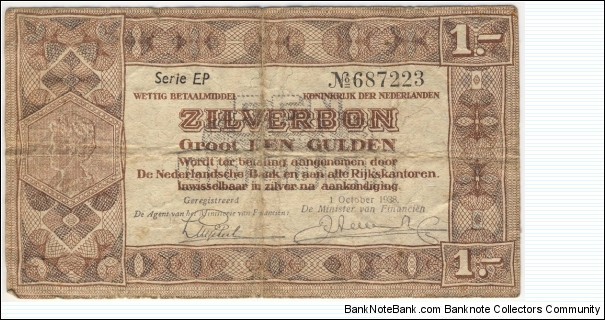 1.-
Serie EP
№687223
WETTIG BETAALMIDDEL KONINKRIJK DER NEDERLANDEN
ZILVERBON
Groot EEN GULDEN
Wordt ter betaling aangenomen door
De Nederlandsche Bank en aan alle Rijkskantoren.
Inwisselbaar in zilver na aankondiging.
Geregistreerd
1 October 1938.
De Agent van het Ministerie van Financiën:
De Minister van Financiën
1.-
BankNoteBank.com Banknote Collectors Community